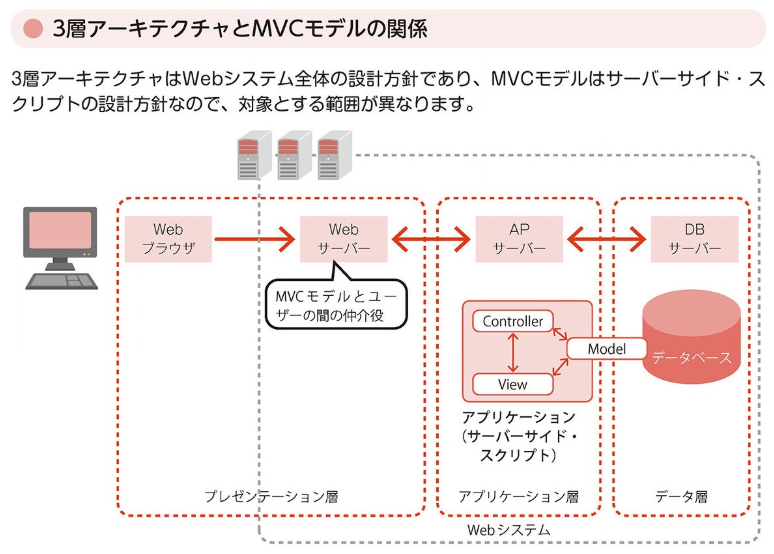 3層アーキテクチャとMVCモデルの関係
3層アーキテクチャはWebシステム全体の設計方針であり、MVCモデルはサーバーサイド・ス
クリプトの設計方針なので、対象とする範囲が異なります。
Web
ブラウザ
Web
サーバー
AP
サーバー
DB
サーバー
MVCモデルとユー
ザーの間の仲介役
Controller
Model
View
データベース
アプリケーション
（サーバーサイド・
スクリプト）
プレゼンテーション層
アプリケーション層
データ層
Webシステム